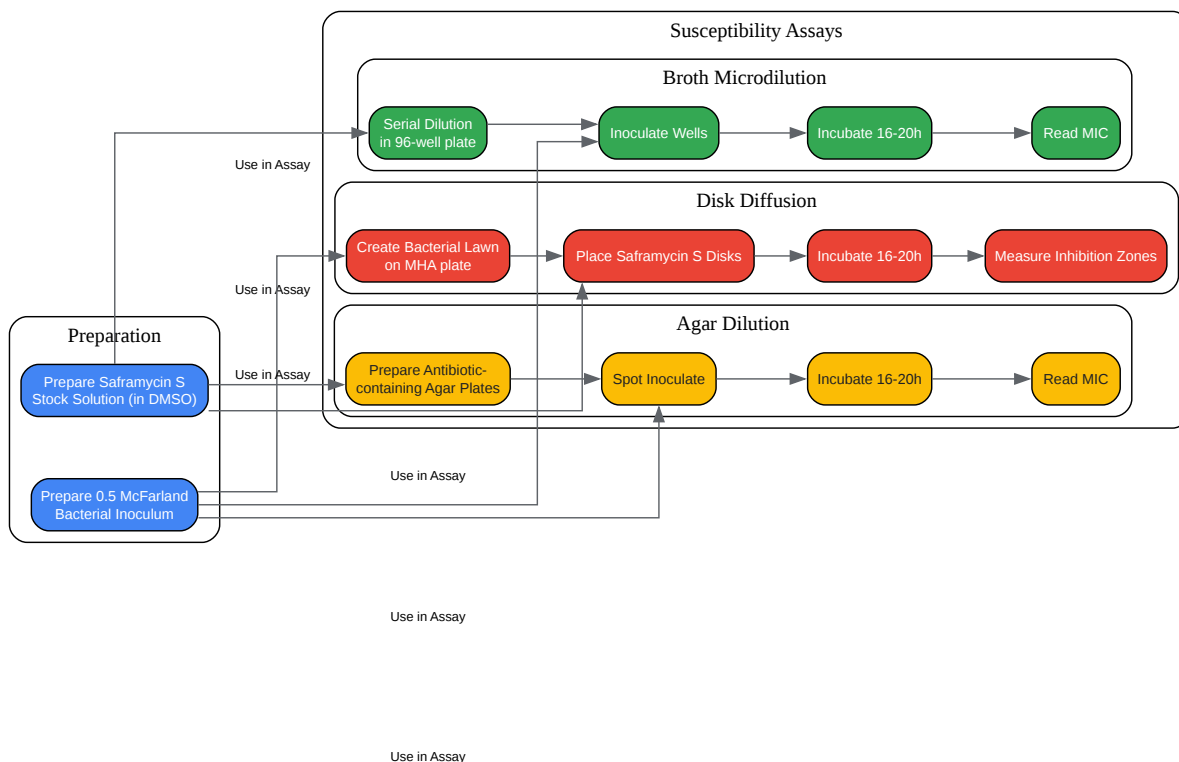 Susceptibility Assays
Broth Microdilution
Serial Dilution
in 96-well plate
Inoculate Wells
Incubate 16-20h
Read MIC
Use in Assay
Disk Diffusion
Create Bacterial Lawn
on MHA plate
Place Saframycin S Disks
Incubate 16-20h
Measure Inhibition Zones
Use in Assay
Agar Dilution
Prepare Antibiotic-
containing Agar Plates
Spot Inoculate
Incubate 16-20h
Read MIC
Use in Assay
Preparation
Prepare Saframycin S
Stock Solution (in DMSO)
Prepare 0.5 McFarland
Bacterial Inoculum
Use in Assay
Use in Assay
Use in Assay